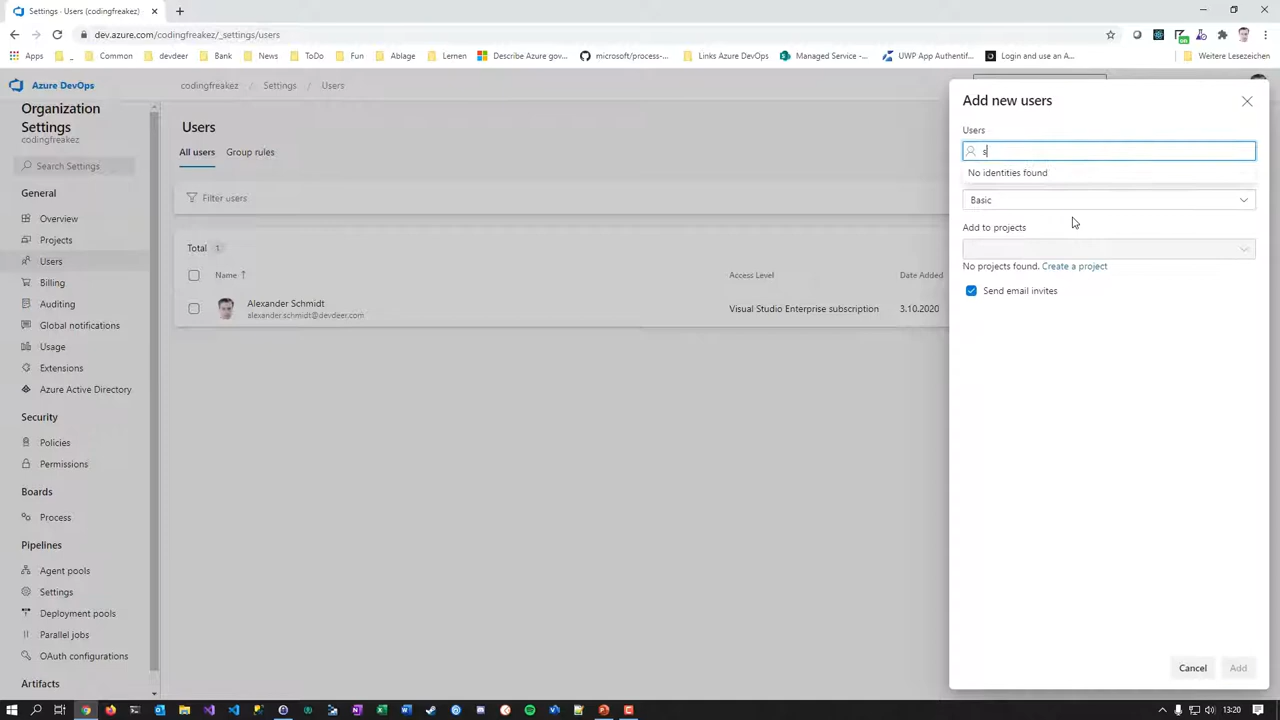 Settings - Users (codingfreakez)
dev.azure.com/codingfreakez/_settings/users
Apps
_
Common
devdeer
Bank
News
ToDo
Fun
Ablage
Lernen
Describe Azure gov...
microsoft/process-...
Links Azure DevOps
Managed Service -...
UWP App Authentif...
Login and use an A...
Weitere Lesezeichen
Azure DevOps
codingfreakez
Settings
Users
Organization
Settings
codingfreakez
Search Settings
General
Overview
Projects
Users
Billing
Auditing
Global notifications
Usage
Extensions
Azure Active Directory
Security
Policies
Permissions
Boards
Process
Pipelines
Agent pools
Settings
Deployment pools
Parallel jobs
OAuth configurations
Artifacts
Users
All users
Group rules
Filter users
Total 1
Name
Access Level
Date Added
Alexander Schmidt
alexander.schmidt@devdeer.com
Visual Studio Enterprise subscription
3.10.2020
Add new users
Users
s
No identities found
Basic
Add to projects
No projects found. Create a project
Send email invites
Cancel
Add
13:20